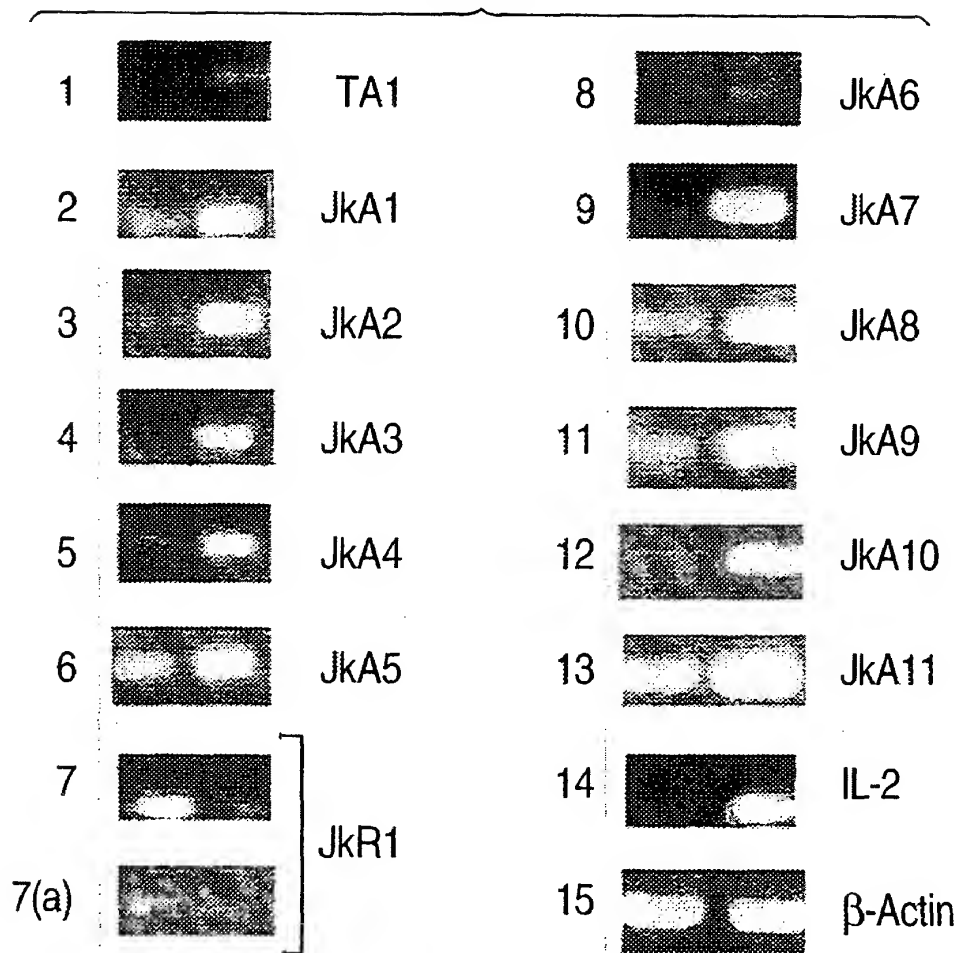 1 TA1
2 JkA1
3 JkA2
4 JkA3
5 JkA4
6 JkA5
7
JkR1
7(a)
8 JkA6
9 JkA7
10 JkA8
11 JkA9
12 JkA10
13 JkA11
14 IL-2
15 β-Actin